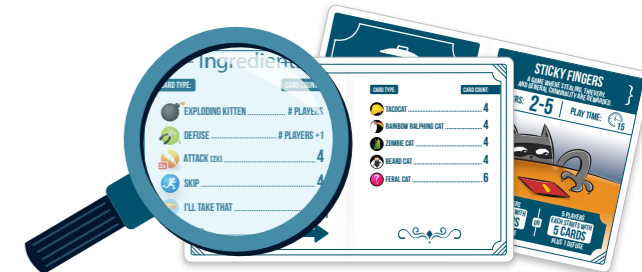 Ingredients
CARD TYPE:
CARD COUNT:
EXPLODING KITTEN # PLAYERS
DEFUSE # PLAYERS +1
ATTACK (2X) 4
2x
SKIP 4
I'LL TAKE THAT
CARD TYPE: CARD COUNT:
TACOCAT 4
RAINBOW RALPHING CAT 4
ZOMBIE CAT 4
BEARD CAT 4
FERAL CAT 6
?
STICKY FINGERS
A GAME WHERE STEALING, THIEVERY,
AND GENERAL CRIMINALITY ARE REWARDED.
2-5 PLAY TIME: 15
WITH
OR
5 PLAYERS
EACH STARTS WITH
5 CARDS
PLUS 1 DEFUSE